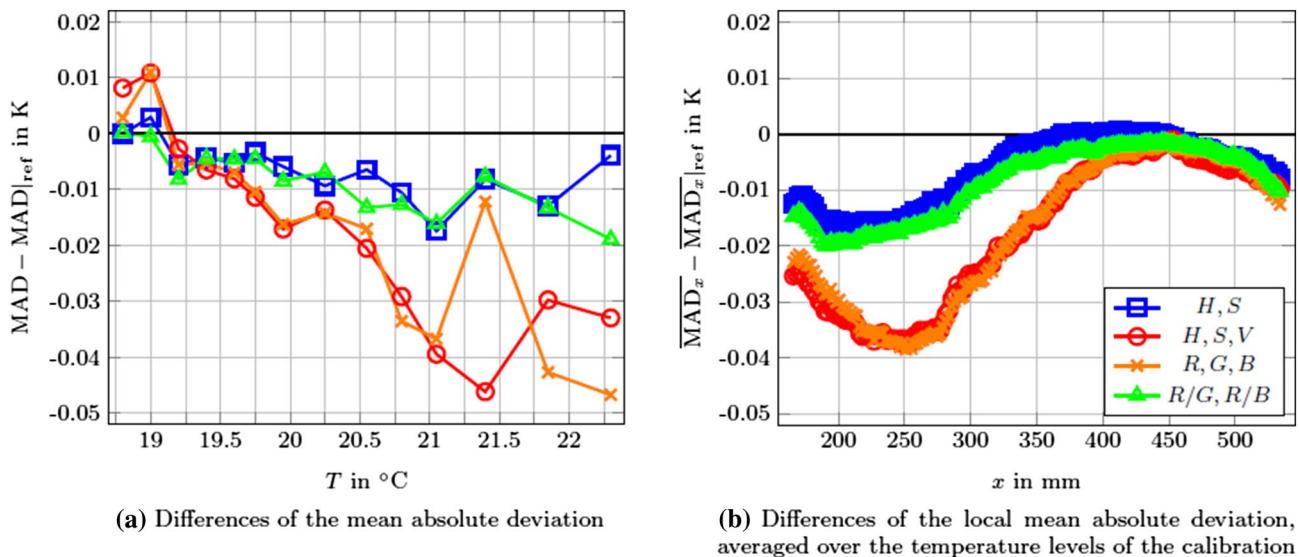 0.02
0.01
0
-0.01
-0.02
-0.03
-0.04
-0.05
MAD − MAD|ref in K
19 19.5 20 20.5 21 21.5 22
T in °C
(a) Differences of the mean absolute deviation
0.02
0.01
0
-0.01
-0.02
-0.03
-0.04
-0.05
MADx − MADx|ref in K
H, S
H, S, V
R, G, B
R/G, R/B
200 250 300 350 400 450 500
x in mm
(b) Differences of the local mean absolute deviation,
averaged over the temperature levels of the calibration